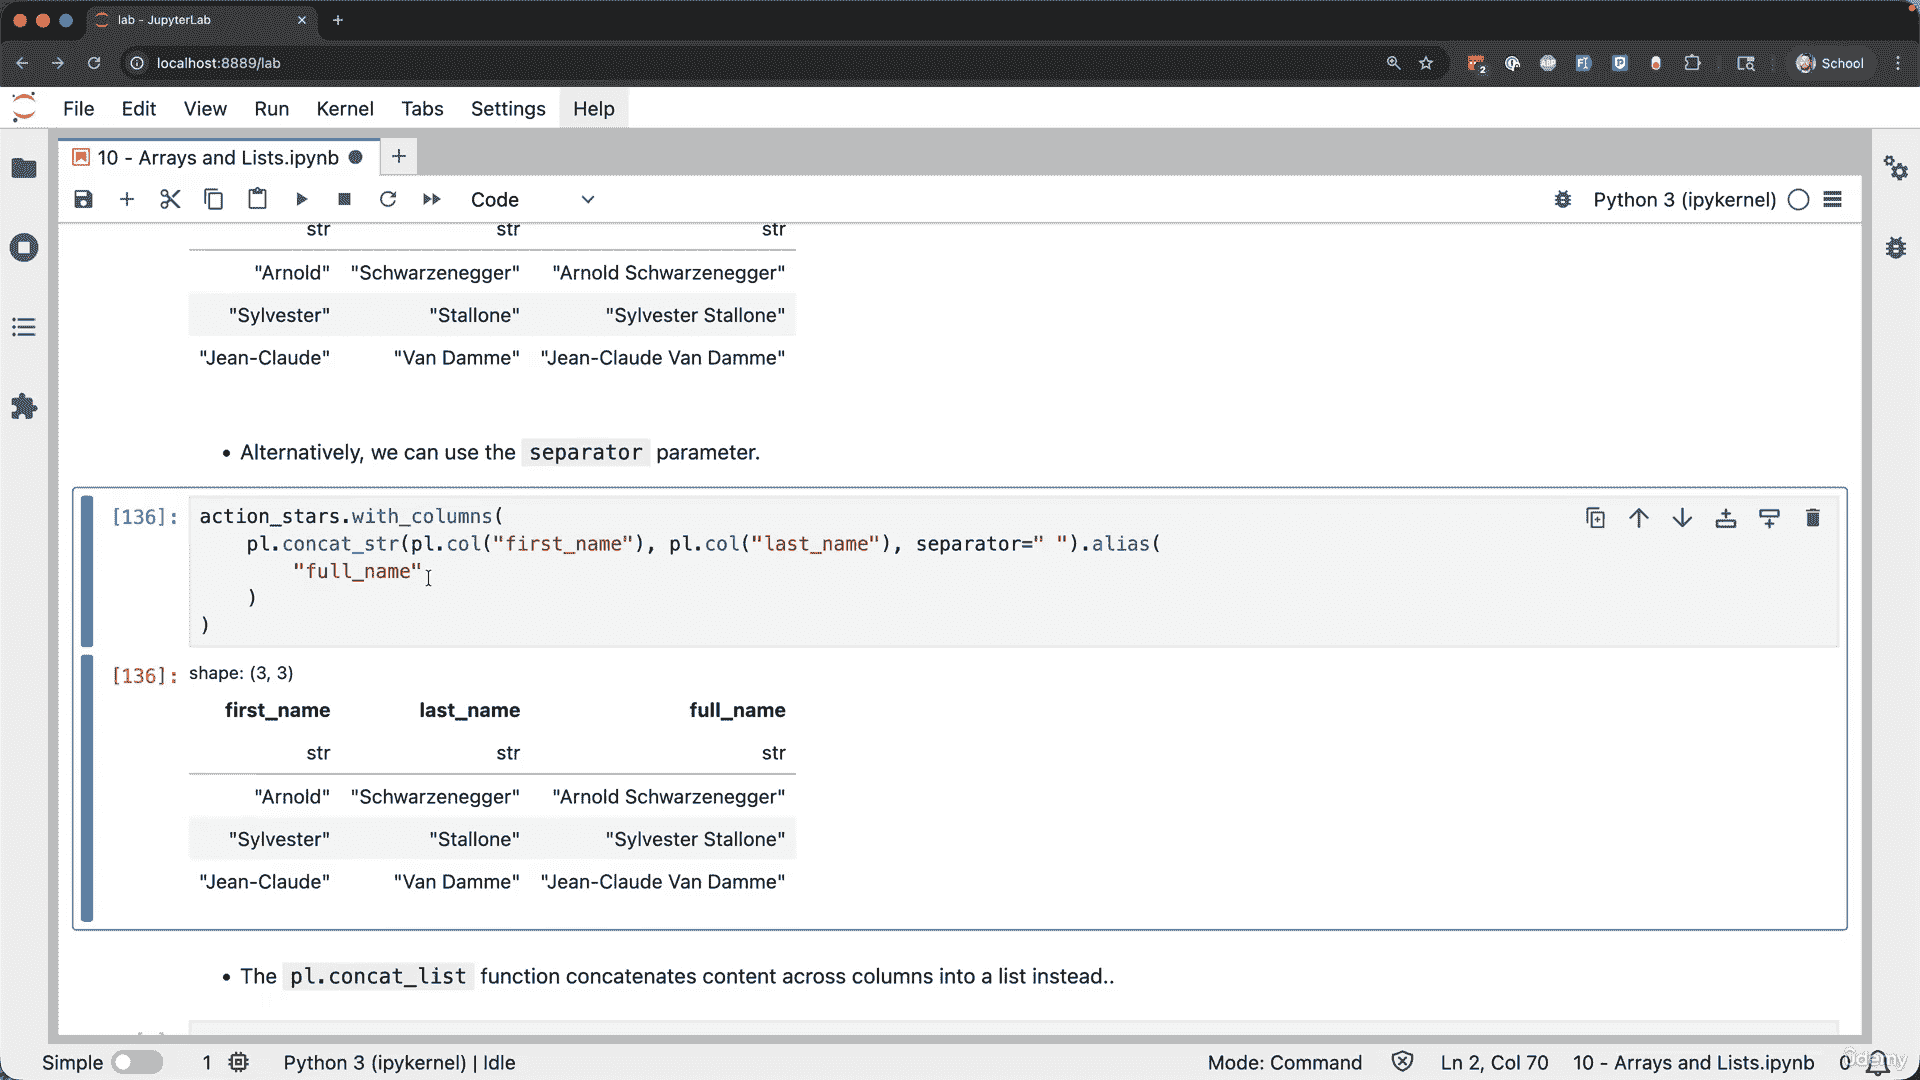 lab - JupyterLab
localhost:8889/lab
2
ABP
School
File Edit View Run Kernel Tabs Settings Help
10 - Arrays and Lists.ipynb
Code
Python 3 (ipykernel)
str str str
"Arnold" "Schwarzenegger" "Arnold Schwarzenegger"
"Sylvester" "Stallone" "Sylvester Stallone"
"Jean-Claude" "Van Damme" "Jean-Claude Van Damme"
• Alternatively, we can use the separator parameter.
[136]: action_stars.with_columns(
pl.concat_str(pl.col("first_name"), pl.col("last_name"), separator=" ").alias(
"full_name"
)
)
[136]: shape: (3, 3)
first_name last_name full_name
str str str
"Arnold" "Schwarzenegger" "Arnold Schwarzenegger"
"Sylvester" "Stallone" "Sylvester Stallone"
"Jean-Claude" "Van Damme" "Jean-Claude Van Damme"
• The pl.concat_list function concatenates content across columns into a list instead..
Simple 1 Python 3 (ipykernel) | Idle Mode: Command Ln 2, Col 70 10 - Arrays and Lists.ipynb 0
udemy